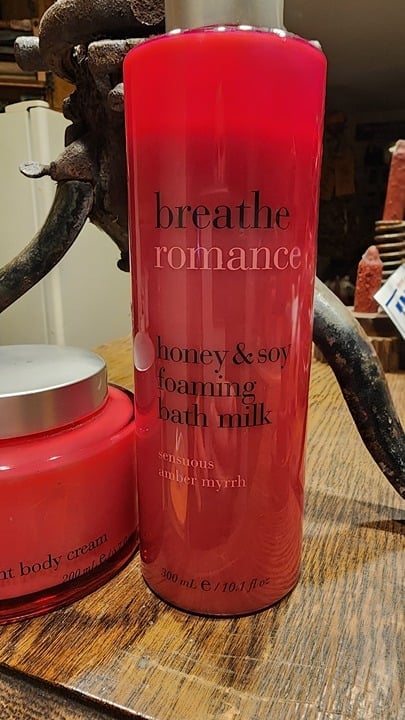 breathe
romance
honey & soy
foaming
bath milk
sensuous
amber myrrh
300 mL e / 10.1 fl oz
nt body cream
200 mL e